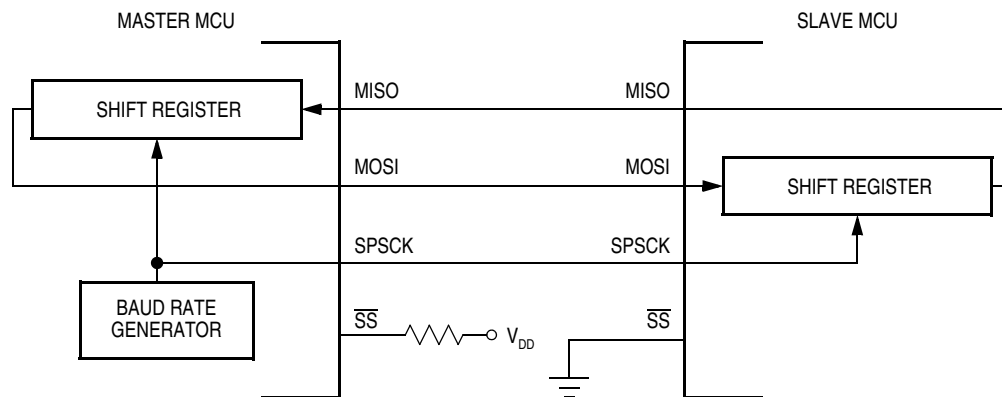 MASTER MCU
SLAVE MCU
SHIFT REGISTER
MISO
MISO
MOSI
MOSI
SHIFT REGISTER
SPSCK
SPSCK
BAUD RATE
GENERATOR
SS
V_DD
SS